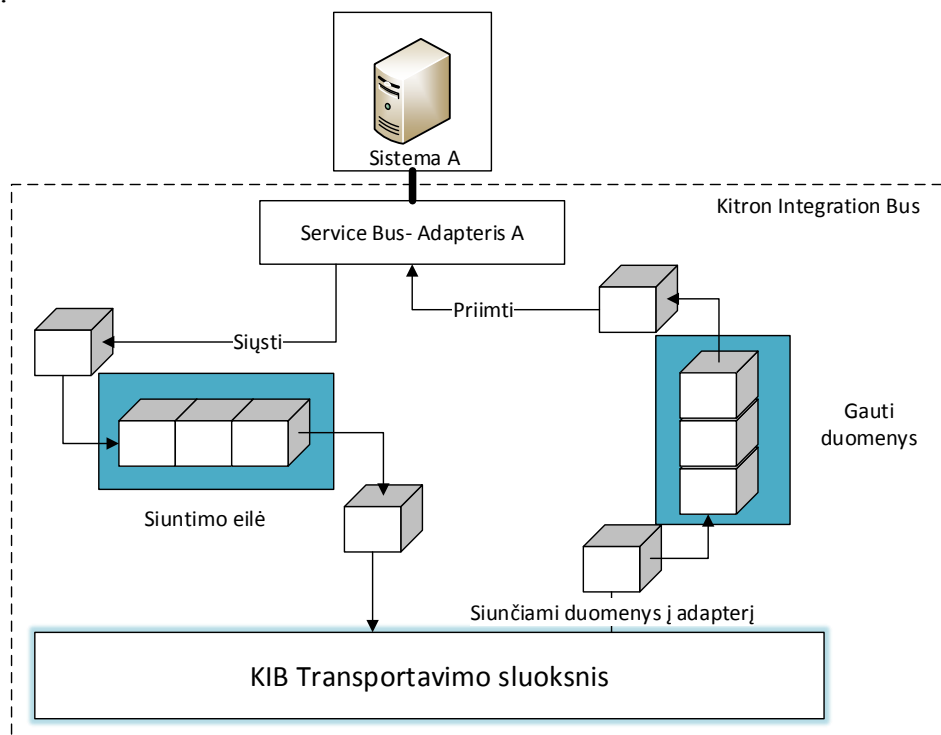 Sistema A
Kitron Integration Bus
Service Bus- Adapteris A
Priimti
Siųsti
Gauti
duomenys
Siuntimo eilė
Siunčiami duomenys į adapterį
KIB Transportavimo sluoksnis